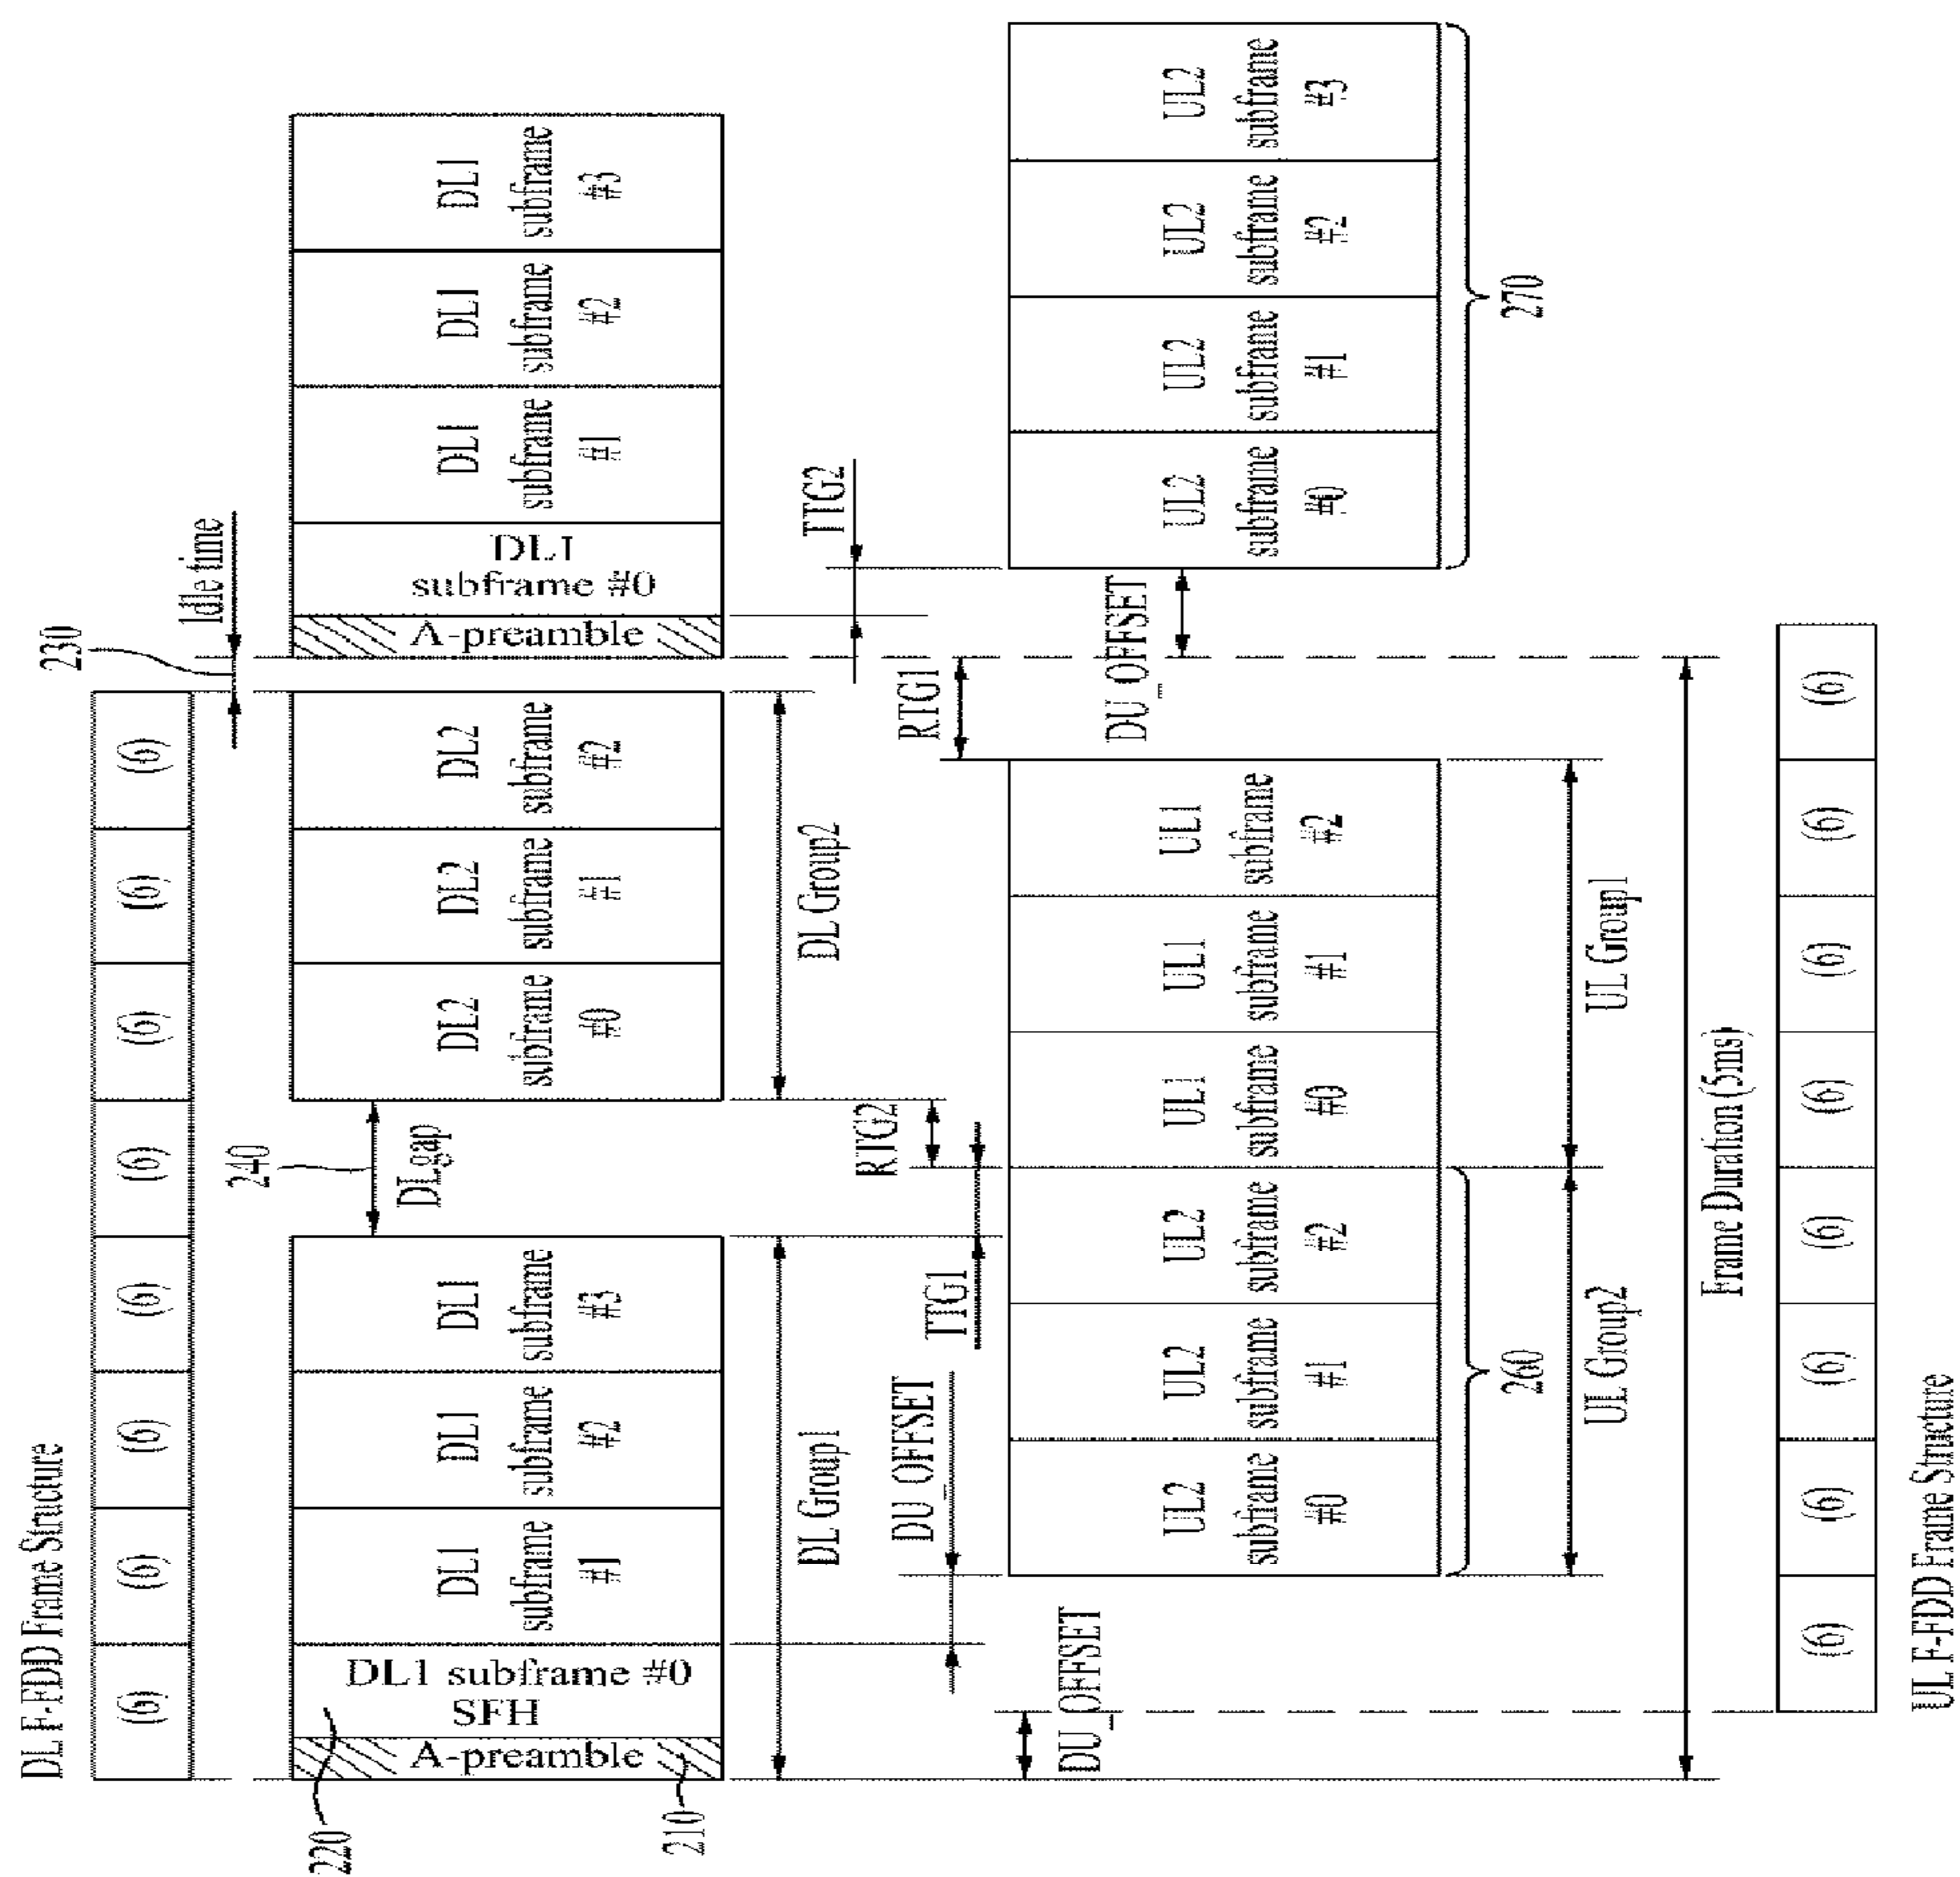 DL F-FDD Frame Structure
(6) (6) (6) (6) (6) (6) (6) (6)
230
Idle time
240
220
210
A-preamble
DL1 subframe #0
SFH
DL1
subframe
#1
DL1
subframe
#2
DL1
subframe
#3
DLgap
DL2
subframe
#0
DL2
subframe
#1
DL2
subframe
#2
A-preamble
DL1
subframe #0
DL1
subframe
#1
DL1
subframe
#2
DL1
subframe
#3
DL Group1
DL Group2
TTG2
DU_OFFSET
RTG2
RTG1
TTG1
DU_OFFSET
DU_OFFSET
UL2
subframe
#0
UL2
subframe
#1
UL2
subframe
#2
UL1
subframe
#0
UL1
subframe
#1
UL1
subframe
#2
UL2
subframe
#0
UL2
subframe
#1
UL2
subframe
#2
UL2
subframe
#3
260
270
UL Group2
UL Group1
Frame Duration (5ms)
(6) (6) (6) (6) (6) (6) (6) (6)
UL F-FDD Frame Structure